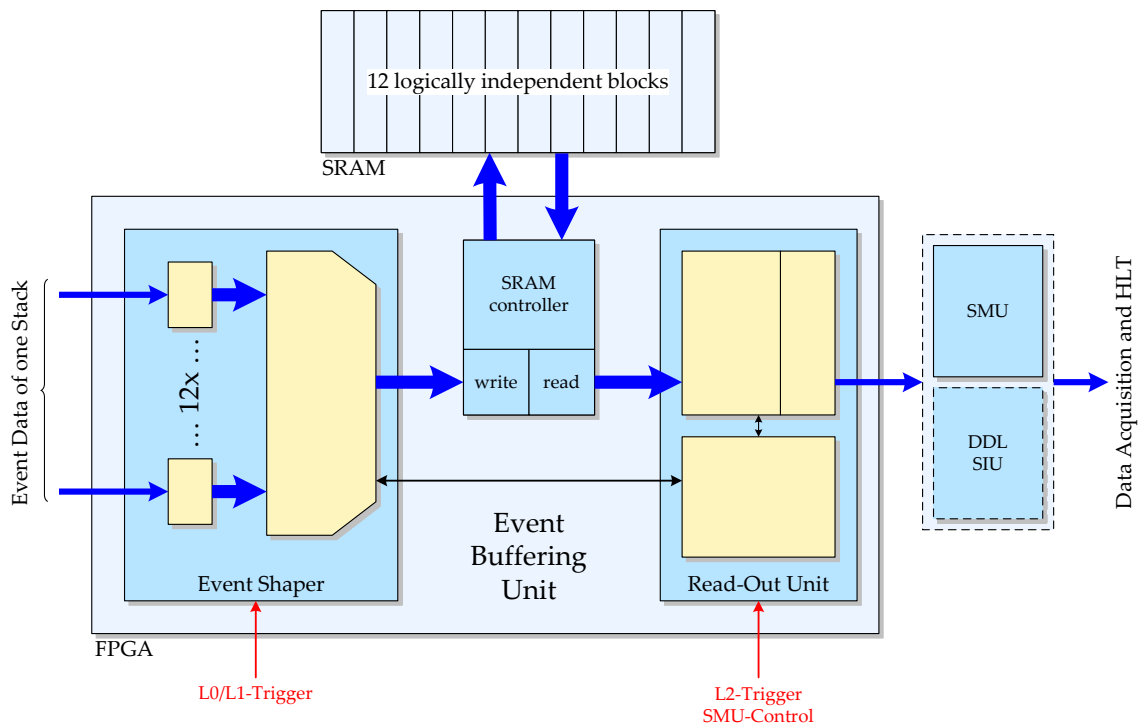 12 logically independent blocks
SRAM
Event Data of one Stack
.... 12x ....
SRAM
controller
write
read
SMU
DDL
SIU
Data Acquisition and HLT
Event
Buffering
Unit
Event Shaper
Read-Out Unit
FPGA
L0/L1-Trigger
L2-Trigger
SMU-Control